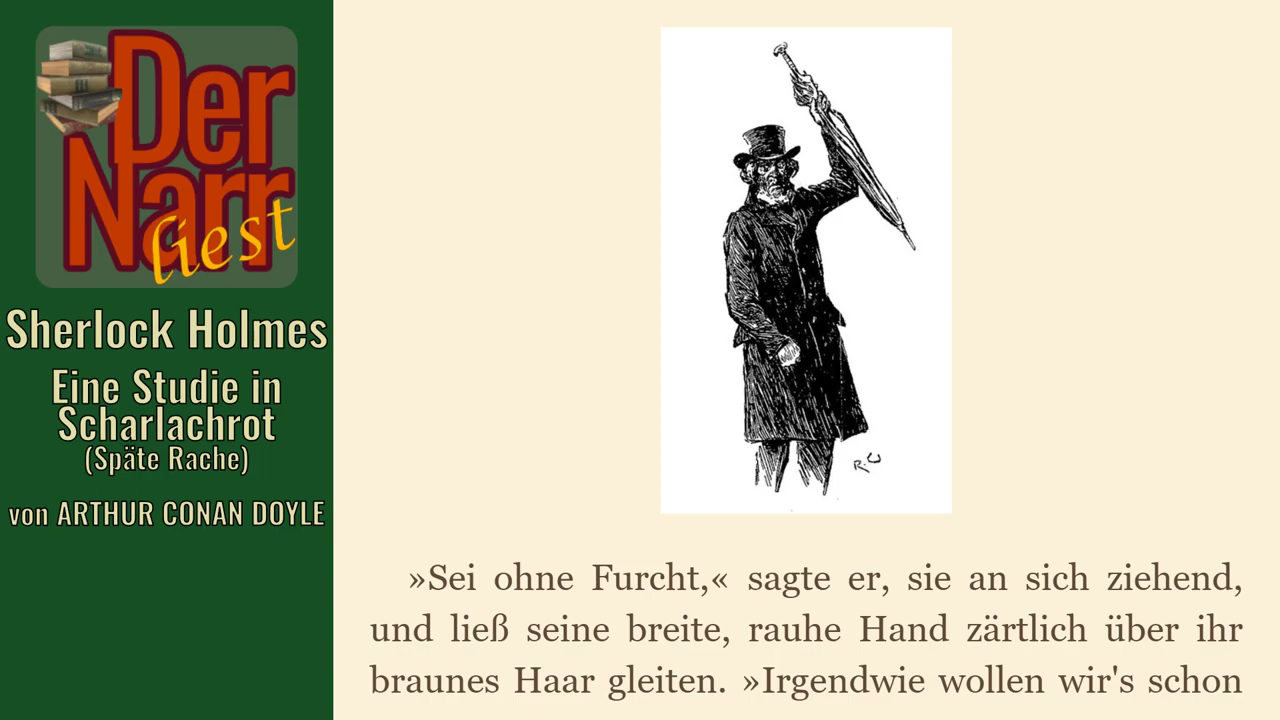 Der
Narr
liest
Sherlock Holmes
Eine Studie in
Scharlachrot
(Späte Rache)
von ARTHUR CONAN DOYLE
R.G
»Sei ohne Furcht,« sagte er, sie an sich ziehend,
und ließ seine breite, rauhe Hand zärtlich über ihr
braunes Haar gleiten. »Irgendwie wollen wir's schon